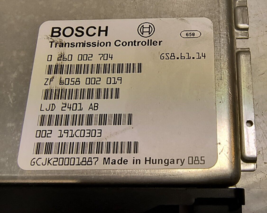 BOSCH
Transmission Controller
0 260 002 704 GS8.61.14
ZF 6058 002 019
LJD 2401 AB
002 191C0303
GCJK20001887 Made in Hungary 085